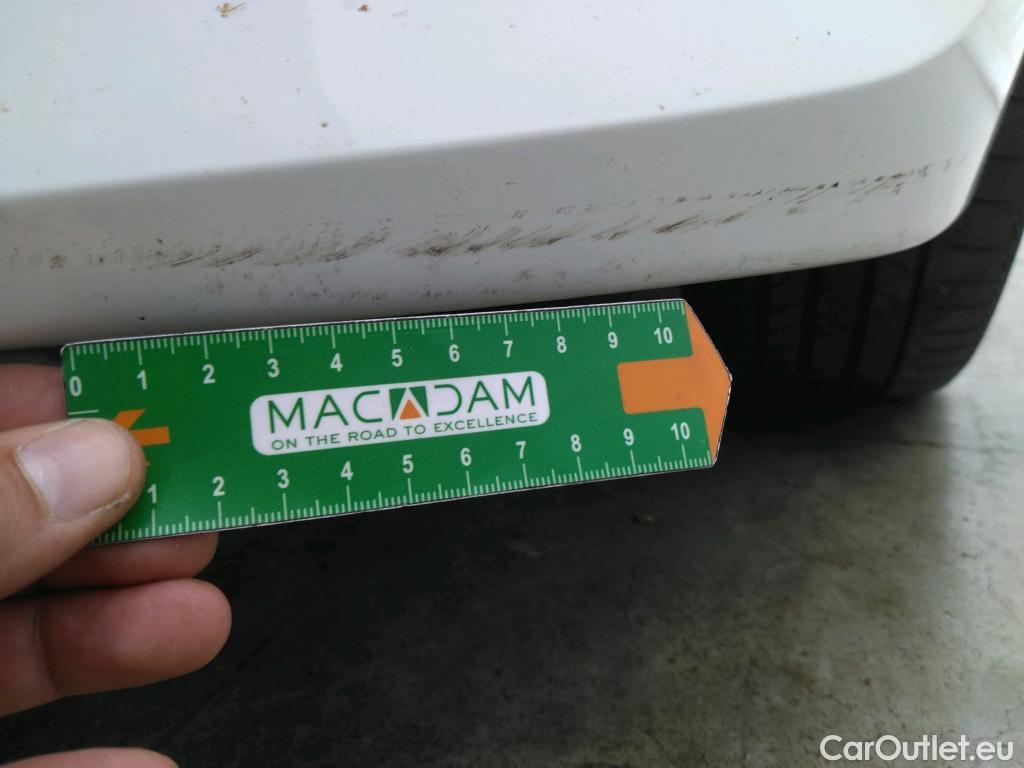 0 1 2 3 4 5 6 7 8 9 10
MACADAM
ON THE ROAD TO EXCELLENCE
1 2 3 4 5 6 7 8 9 10
CarOutlet.eu